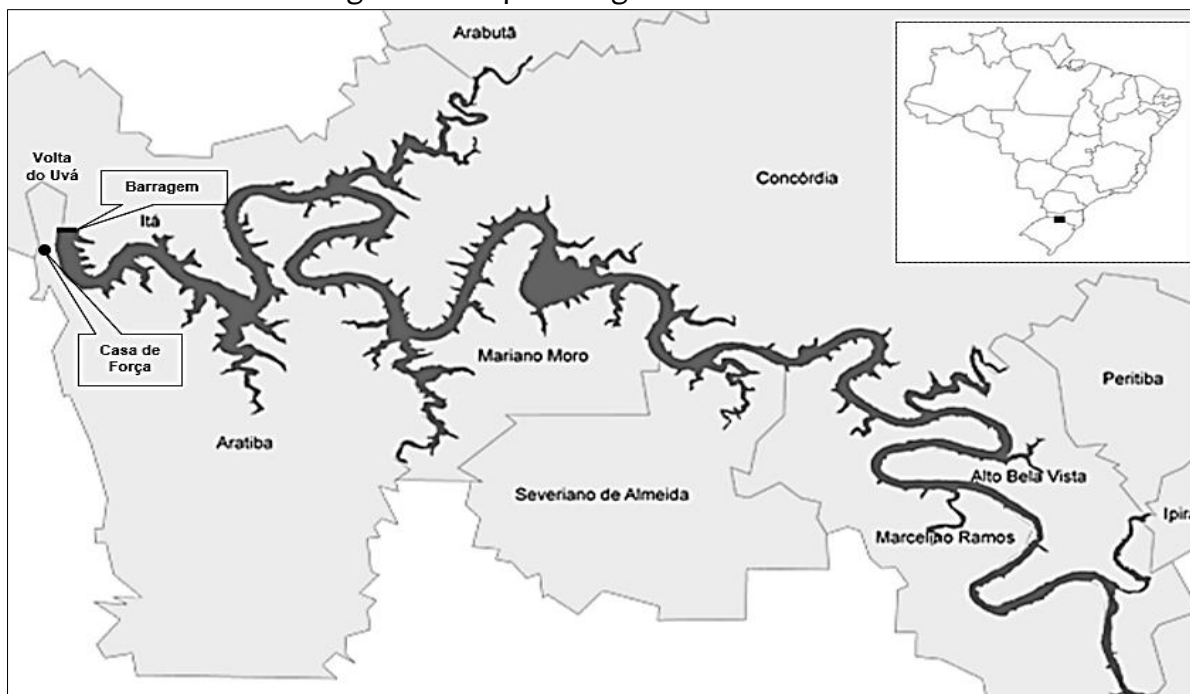 Arabutã
Volta
do Uvá
Barragem
Itá
Concórdia
Casa de
Força
Mariano Moro
Peritiba
Aratiba
Severiano de Almeida
Alto Bela Vista
Marcelino Ramos
Ipira